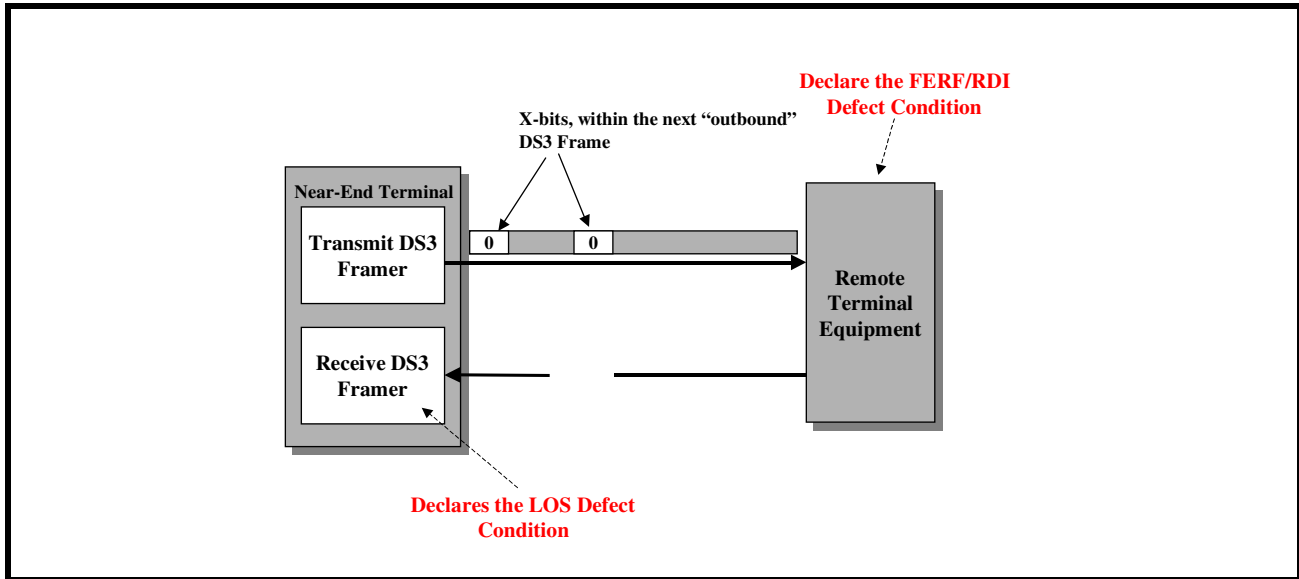 Declare the FERF/RDI
Defect Condition
X-bits, within the next “outbound”
DS3 Frame
Near-End Terminal
Transmit DS3
Framer
0
0
Remote
Terminal
Equipment
Receive DS3
Framer
Declares the LOS Defect
Condition